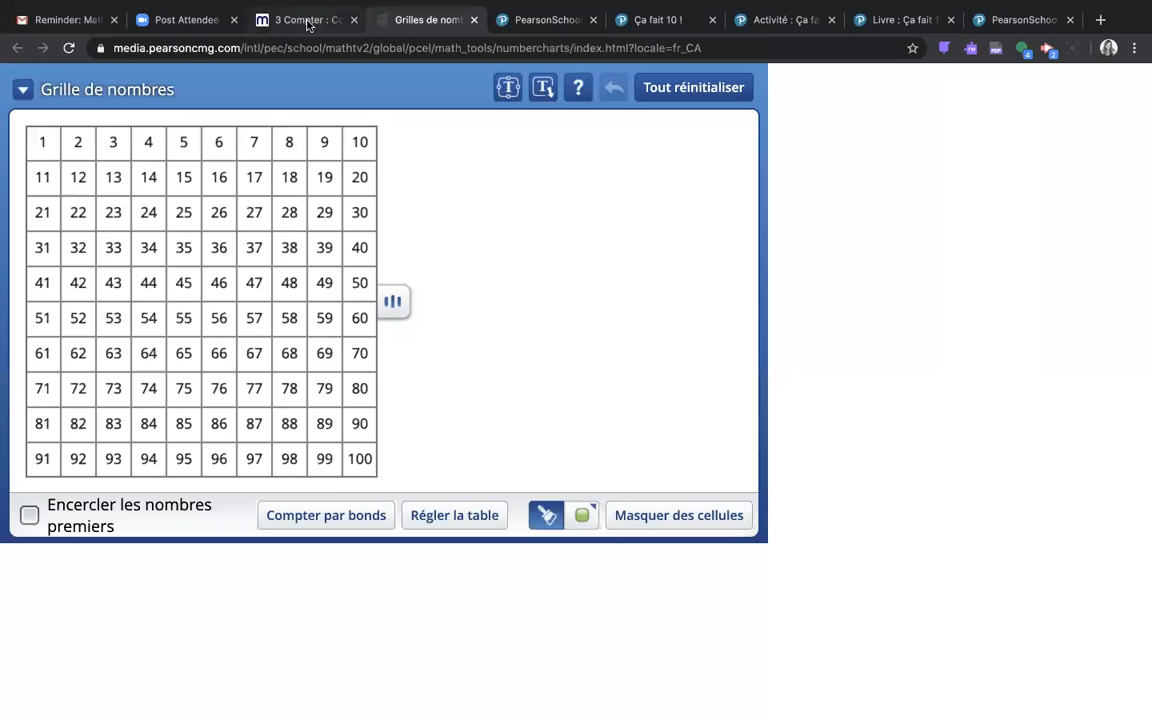 Reminder: Mat
Post Attendee
3 Compter : Co
Grilles de nom
PearsonSchoo
Ça fait 10 !
Activité : Ça fa
Livre : Ça fait
PearsonSchoo
media.pearsoncmg.com/intl/pec/school/mathtv2/global/pcel/math_tools/numbercharts/index.html?locale=fr_CA
4
2
Grille de nombres
T
T
?
Tout réinitialiser
1 2 3 4 5 6 7 8 9 10
11 12 13 14 15 16 17 18 19 20
21 22 23 24 25 26 27 28 29 30
31 32 33 34 35 36 37 38 39 40
41 42 43 44 45 46 47 48 49 50
51 52 53 54 55 56 57 58 59 60
61 62 63 64 65 66 67 68 69 70
71 72 73 74 75 76 77 78 79 80
81 82 83 84 85 86 87 88 89 90
91 92 93 94 95 96 97 98 99 100
Encercler les nombres
premiers
Compter par bonds
Régler la table
Masquer des cellules